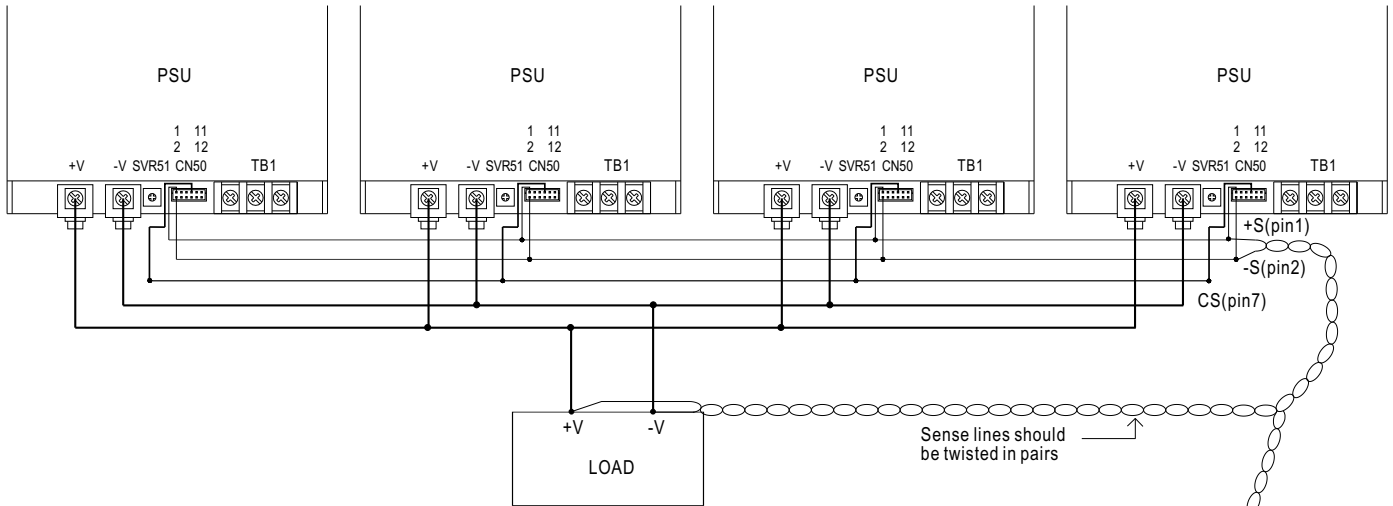 PSU PSU PSU PSU
1 11 1 11 1 11 1 11
2 12 2 12 2 12 2 12
+V -V SVR51 CN50 TB1 +V -V SVR51 CN50 TB1 +V -V SVR51 CN50 TB1 +V -V SVR51 CN50 TB1
+S(pin1)
-S(pin2)
CS(pin7)
+V -V
LOAD
Sense lines should
be twisted in pairs